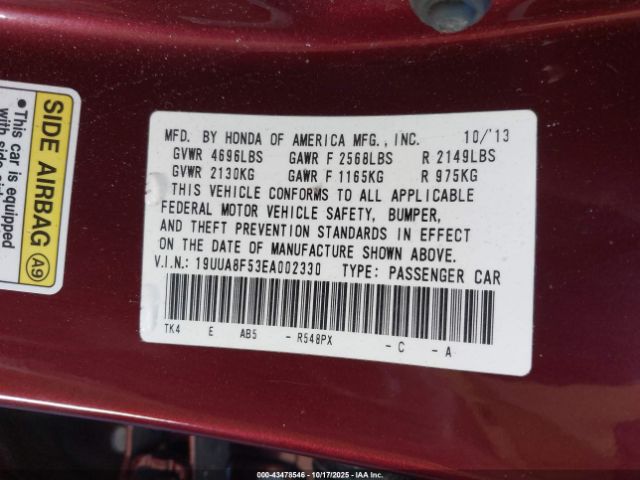 MFD. BY HONDA OF AMERICA MFG., INC. 10/'13
GVWR 4696LBS GAWR F 2568LBS R 2149LBS
GVWR 2130KG GAWR F 1165KG R 975KG
THIS VEHICLE CONFORMS TO ALL APPLICABLE
FEDERAL MOTOR VEHICLE SAFETY, BUMPER,
AND THEFT PREVENTION STANDARDS IN EFFECT
ON THE DATE OF MANUFACTURE SHOWN ABOVE.
V.I.N.: 19UUA8F53EA002330 TYPE: PASSENGER CAR
TK4 E AB5 - R548PX - C - A
SIDE AIRBAG A9
•This car is equipped
with side
000-43478546 - 10/17/2025 - IAA Inc.